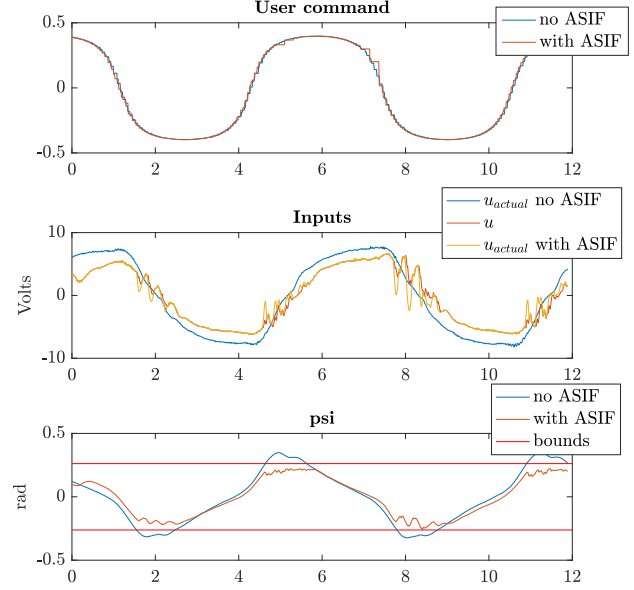 User command
0.5
0
-0.5
0 2 4 6 8 10 12
no ASIF
with ASIF
Inputs
Volts
10
0
-10
0 2 4 6 8 10 12
u_actual no ASIF
u
u_actual with ASIF
psi
rad
0.5
0
-0.5
0 2 4 6 8 10 12
no ASIF
with ASIF
bounds